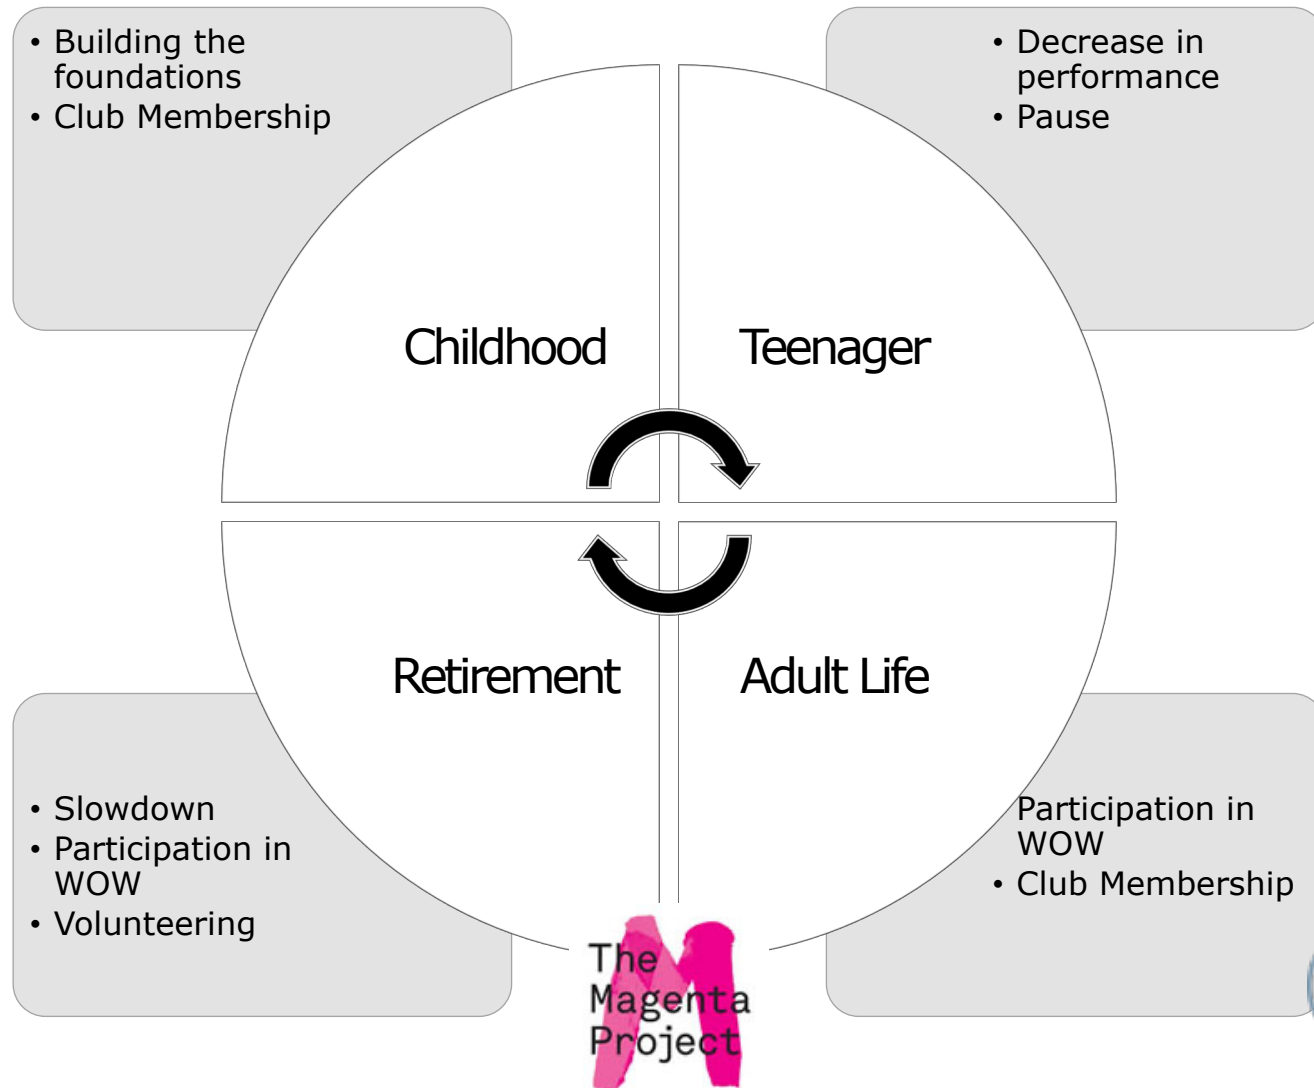 • Building the
foundations
• Club Membership
• Decrease in
performance
• Pause
Childhood
Teenager
Retirement
Adult Life
• Slowdown
• Participation in
WOW
• Volunteering
Participation in
WOW
• Club Membership
The
Magenta
Project